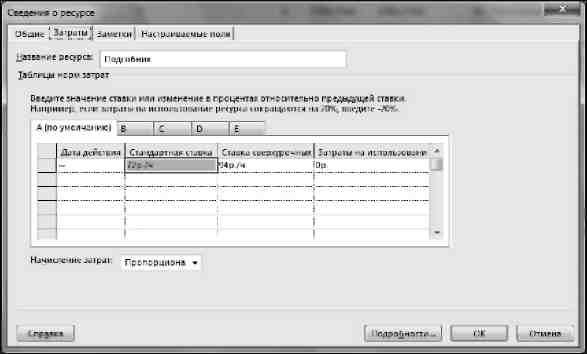 Сведения о ресурсе
Общие Затраты Заметки Настраиваемые поля
Название ресурса: Подсобник
Таблицы норм затрат
Введите значение ставки или изменение в процентах относительно предыдущей ставки.
Например, если затраты на использование ресурса сокращаются на 20%, введите -20%.
A (по умолчанию) B C D E
Дата действия Стандартная ставка Ставка сверхурочных Затраты на использовани
-- 72р./ч 94р./ч 0р.
Начисление затрат: Пропорциона
Справка Подробности... ОК Отмена